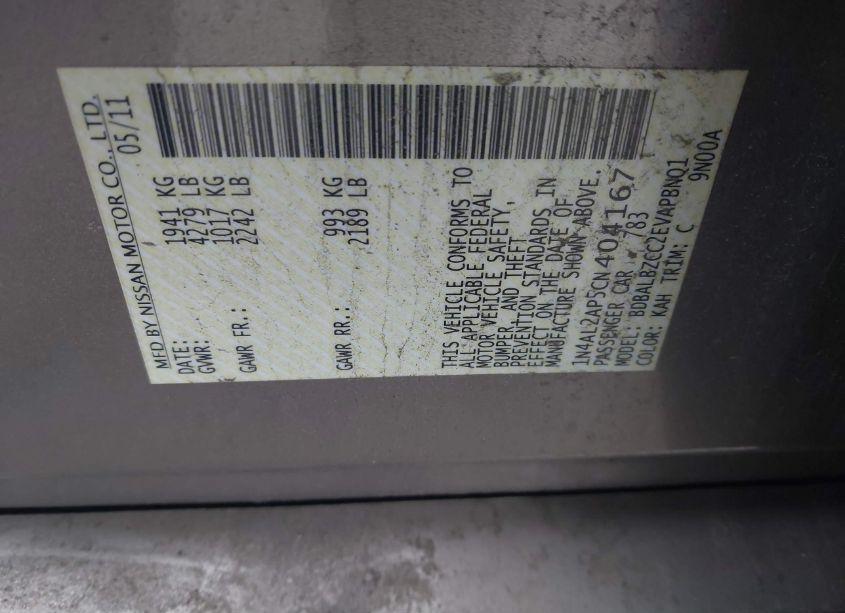 MFD BY NISSAN MOTOR CO., LTD.
DATE: 05/11
GVWR: 1941 KG
4279 LB
GAWR FR.: 1017 KG
2242 LB
GAWR RR.: 993 KG
2189 LB
THIS VEHICLE CONFORMS TO
ALL APPLICABLE FEDERAL
MOTOR VEHICLE SAFETY,
BUMPER, AND THEFT
PREVENTION STANDARDS IN
EFFECT ON THE DATE OF
MANUFACTURE SHOWN ABOVE.
1N4AL2AP5CN404167
PASSENGER CAR /783
COLOR: KAH TRIM: C 9N00A